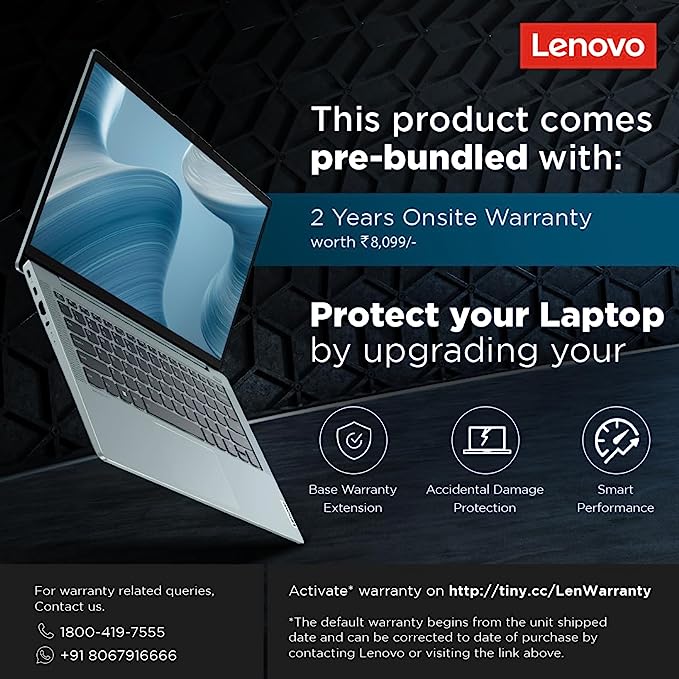 Lenovo
This product comes
pre-bundled with:
2 Years Onsite Warranty
worth ₹8,099/-
Protect your Laptop
by upgrading your
Base Warranty
Extension
Accidental Damage
Protection
Smart
Performance
For warranty related queries,
Contact us.
1800-419-7555
+91 8067916666
Activate* warranty on http://tiny.cc/LenWarranty
*The default warranty begins from the unit shipped
date and can be corrected to date of purchase by
contacting Lenovo or visiting the link above.